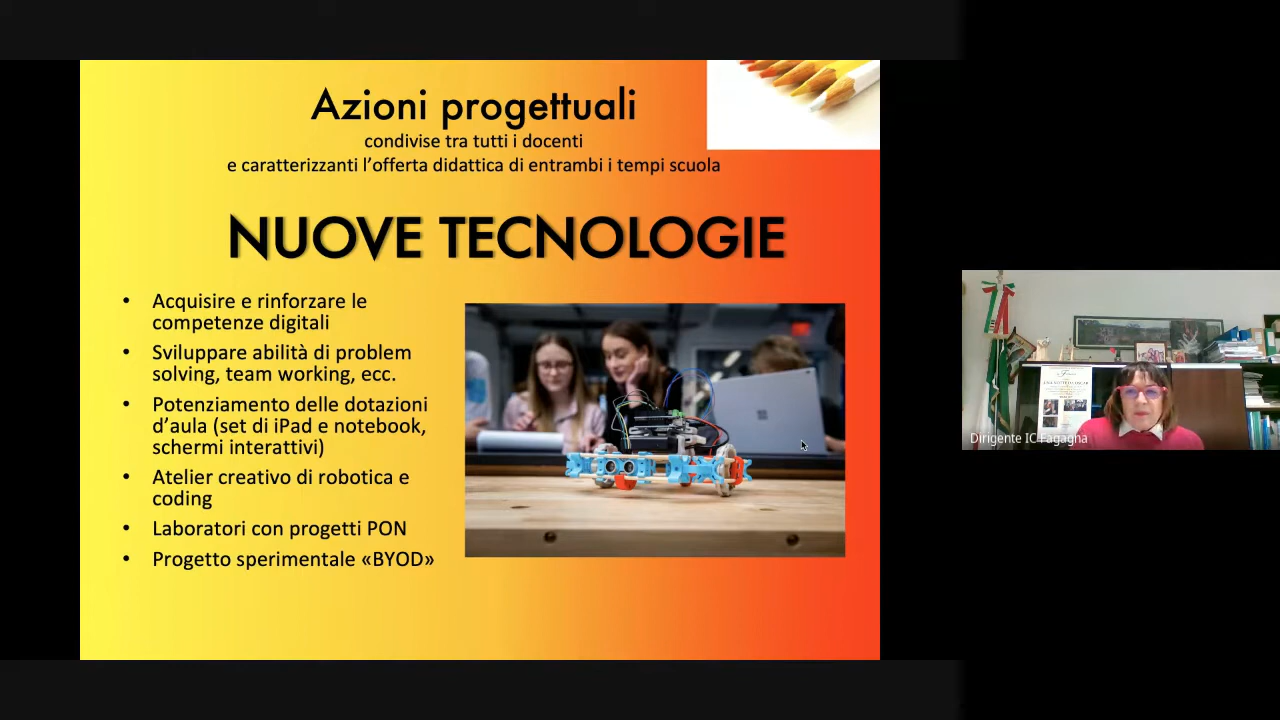 Azioni progettuali
condivise tra tutti i docenti
e caratterizzanti l’offerta didattica di entrambi i tempi scuola
NUOVE TECNOLOGIE
• Acquisire e rinforzare le
competenze digitali
• Sviluppare abilità di problem
solving, team working, ecc.
• Potenziamento delle dotazioni
d’aula (set di iPad e notebook,
schermi interattivi)
• Atelier creativo di robotica e
coding
• Laboratori con progetti PON
• Progetto sperimentale «BYOD»
Dirigente IC Fagagna